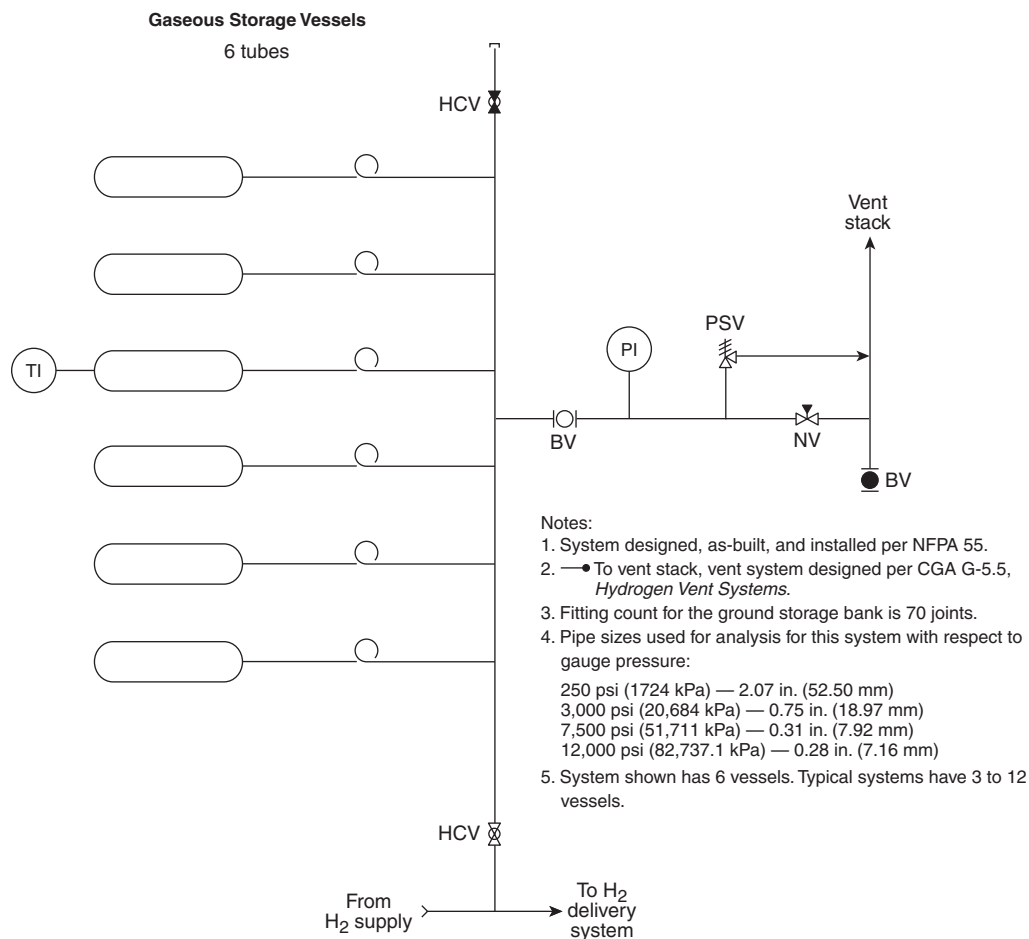 Gaseous Storage Vessels
6 tubes
HCV
Vent
stack
PSV
PI
TI
BV
NV
BV
Notes:
1. System designed, as-built, and installed per NFPA 55.
2. To vent stack, vent system designed per CGA G-5.5,
Hydrogen Vent Systems.
3. Fitting count for the ground storage bank is 70 joints.
4. Pipe sizes used for analysis for this system with respect to
gauge pressure:
250 psi (1724 kPa) — 2.07 in. (52.50 mm)
3,000 psi (20,684 kPa) — 0.75 in. (18.97 mm)
7,500 psi (51,711 kPa) — 0.31 in. (7.92 mm)
12,000 psi (82,737.1 kPa) — 0.28 in. (7.16 mm)
5. System shown has 6 vessels. Typical systems have 3 to 12
vessels.
HCV
From
H₂ supply
To H₂
delivery
system